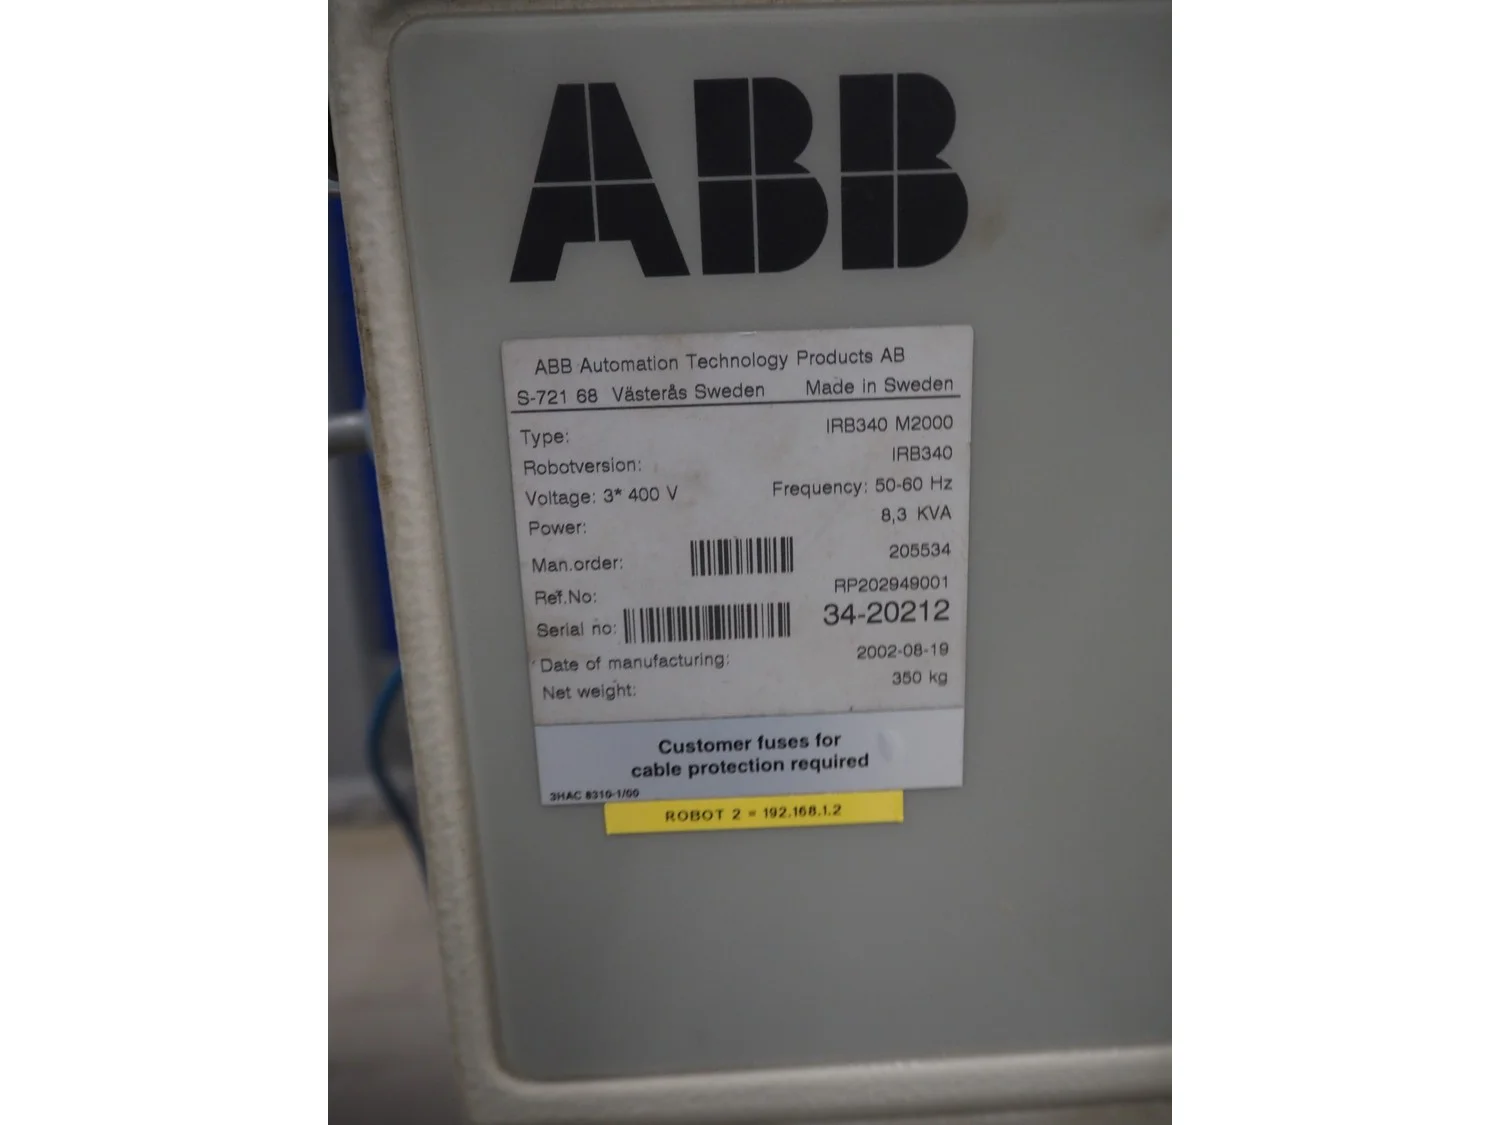 ABB
ABB Automation Technology Products AB
S-721 68 Västerås Sweden Made in Sweden
Type: IRB340 M2000
Robotversion: IRB340
Voltage: 3* 400 V Frequency: 50-60 Hz
Power: 8,3 KVA
Man.order: 205534
Ref.No: RP202949001
Serial no: 34-20212
Date of manufacturing: 2002-08-19
Net weight: 350 kg
Customer fuses for
cable protection required
3HAC 8310-1/00
ROBOT 2 = 192.168.1.2